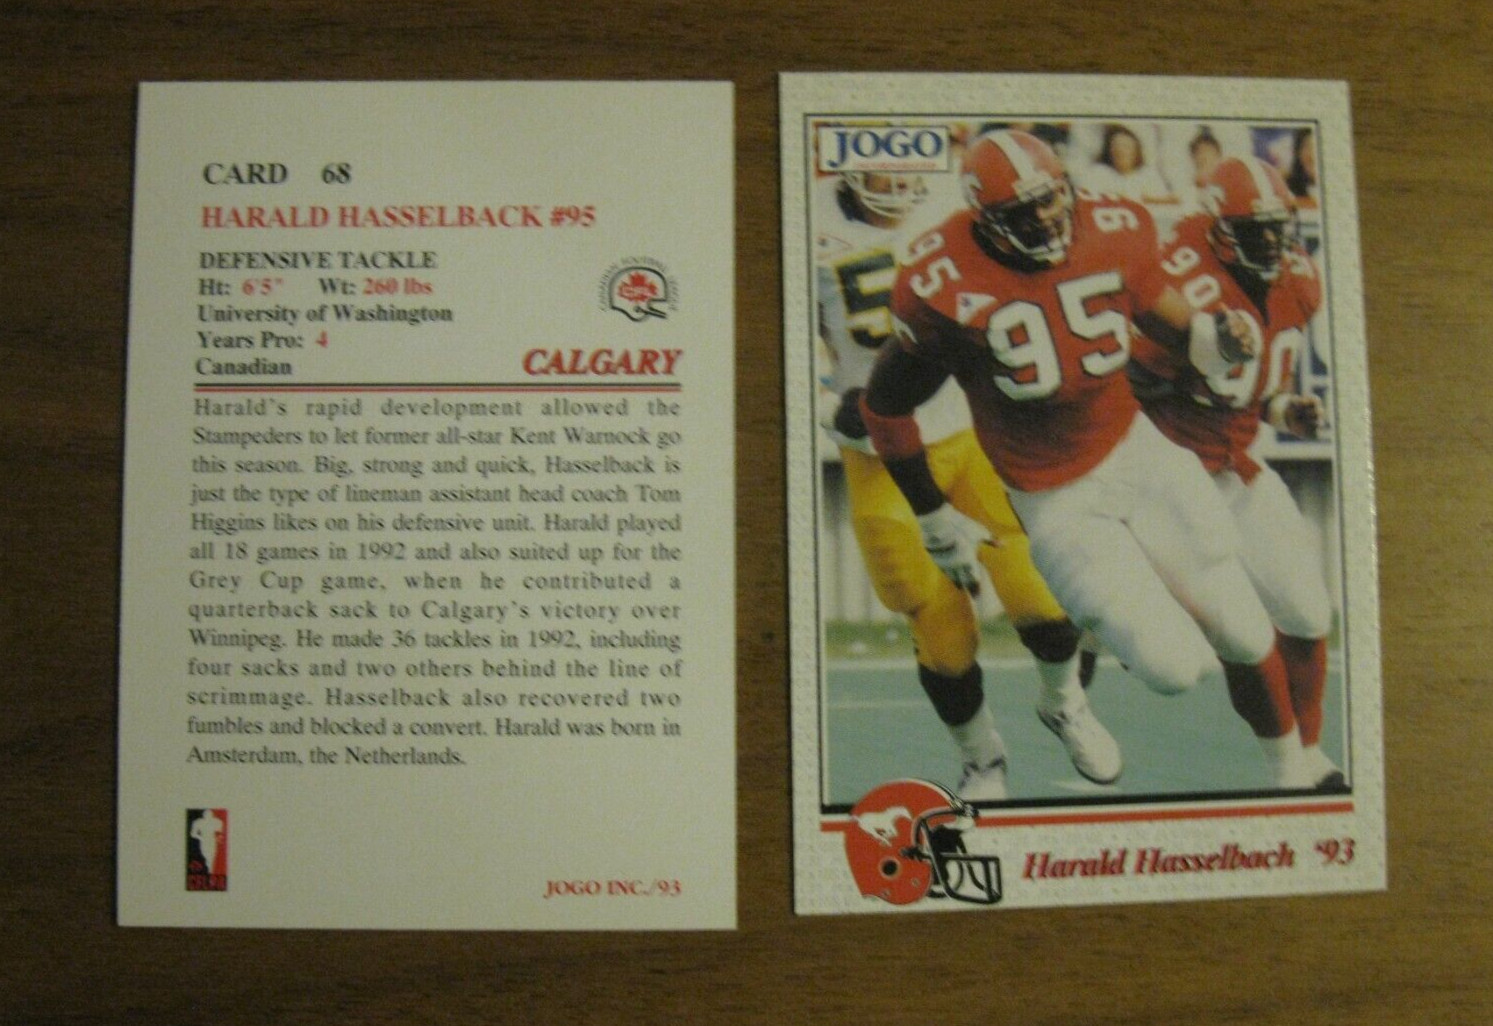 CARD 68
HARALD HASSELBACK #95
DEFENSIVE TACKLE
Ht: 6'5" Wt: 260 lbs
University of Washington
Years Pro: 4
Canadian
CALGARY
Harald's rapid development allowed the
Stampeders to let former all-star Kent Warnock go
this season. Big, strong and quick, Hasselback is
just the type of lineman assistant head coach Tom
Higgins likes on his defensive unit. Harald played
all 18 games in 1992 and also suited up for the
Grey Cup game, when he contributed a
quarterback sack to Calgary's victory over
Winnipeg. He made 36 tackles in 1992, including
four sacks and two others behind the line of
scrimmage. Hasselback also recovered two
fumbles and blocked a convert. Harald was born in
Amsterdam, the Netherlands.
JOGO INC./93
JOGO
95
95
95
90
90
Harald Hasselbach '93